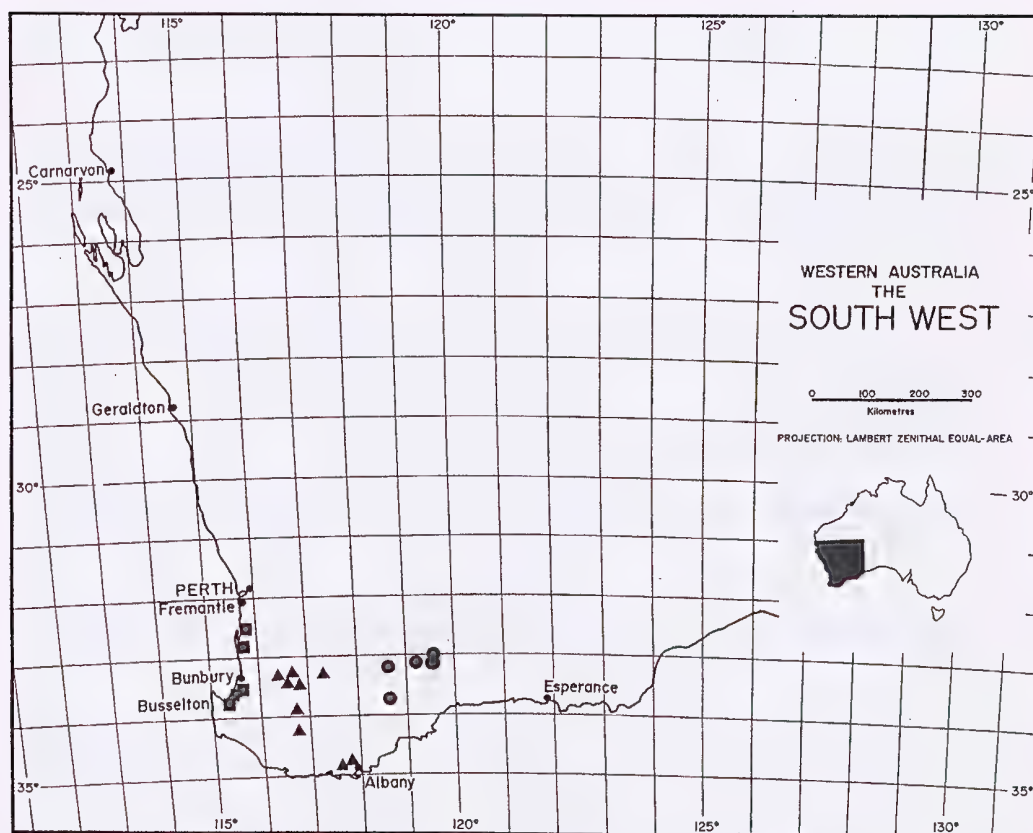 115°
120°
125°
130°
Carnarvon
25°
25°
WESTERN AUSTRALIA
THE
SOUTH WEST
0 100 200 300
Kilometres
Geraldton
PROJECTION: LAMBERT ZENITHAL EQUAL-AREA
30°
30°
PERTH
Fremantle
Bunbury
Busselton
Esperance
Albany
35°
35°
115°
120°
125°
130°